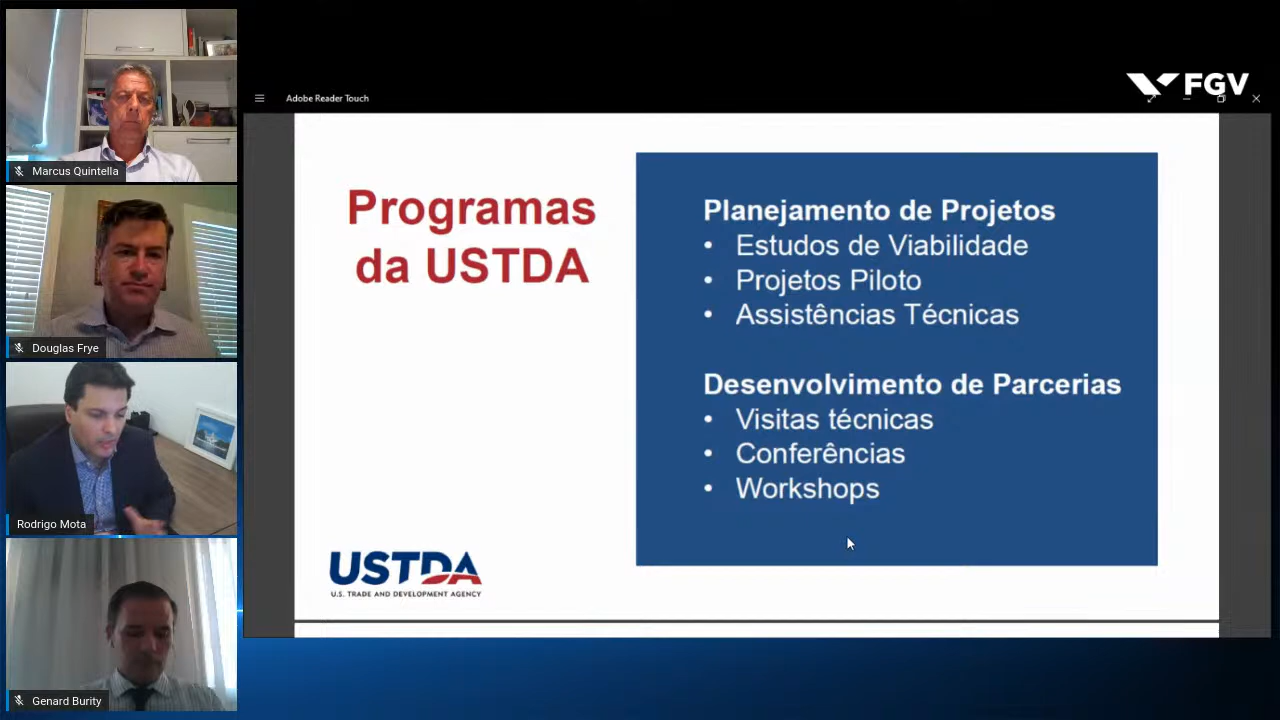 Marcus Quintella
Douglas Frye
Rodrigo Mota
Genard Burity
FGV
Adobe Reader Touch
Programas
da USTDA
Planejamento de Projetos
• Estudos de Viabilidade
• Projetos Piloto
• Assistências Técnicas
Desenvolvimento de Parcerias
• Visitas técnicas
• Conferências
• Workshops
USTDA
U.S. TRADE AND DEVELOPMENT AGENCY